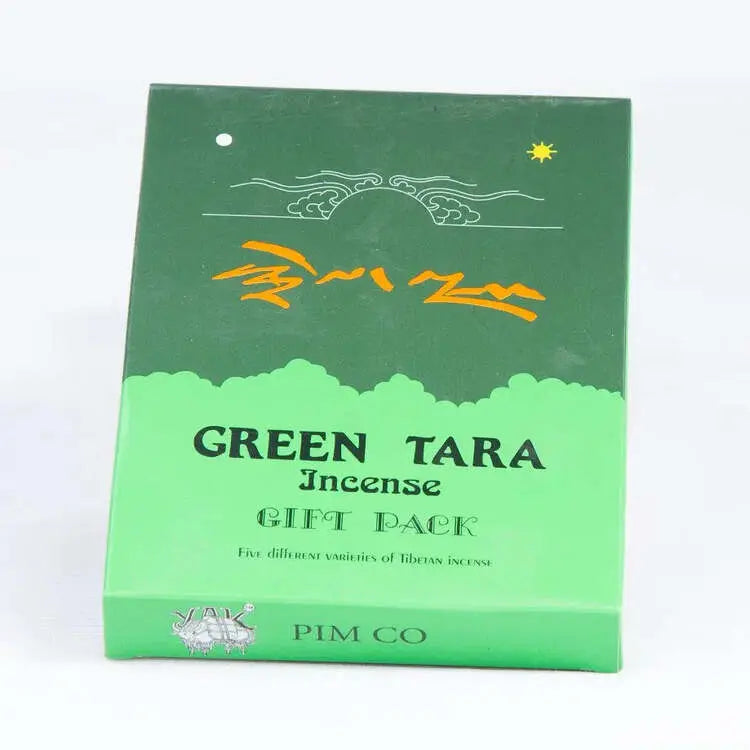 GREEN TARA
Incense
GIFT PACK
Five different varieties of Tibetan incense
YAK
PIM CO